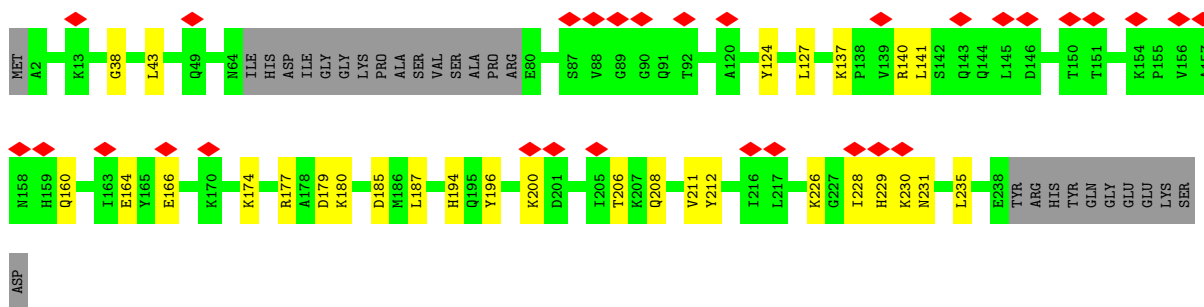 MET A2 K13 G38 L43 Q49 N64 ILE HIS ASP ILE GLY GLY LYS PRO ALA SER VAL SER ALA PRO ARG E80 S87 V88 G89 G90 Q91 T92 A120 Y124 L127 K137 P138 V139 R140 L141 S142 Q143 Q144 L145 D146 T150 T151 K154 P155 V156
N158 H159 Q160 I163 E164 Y165 E166 K170 K174 R177 A178 D179 K180 D185 M186 L187 H194 Q195 Y196 K200 D201 I205 T206 K207 Q208 V211 Y212 I216 L217 K226 G227 I228 H229 K230 N231 L235 E238 TYR ARG HIS TYR GLN GLY GLU GLU LYS SER
ASP